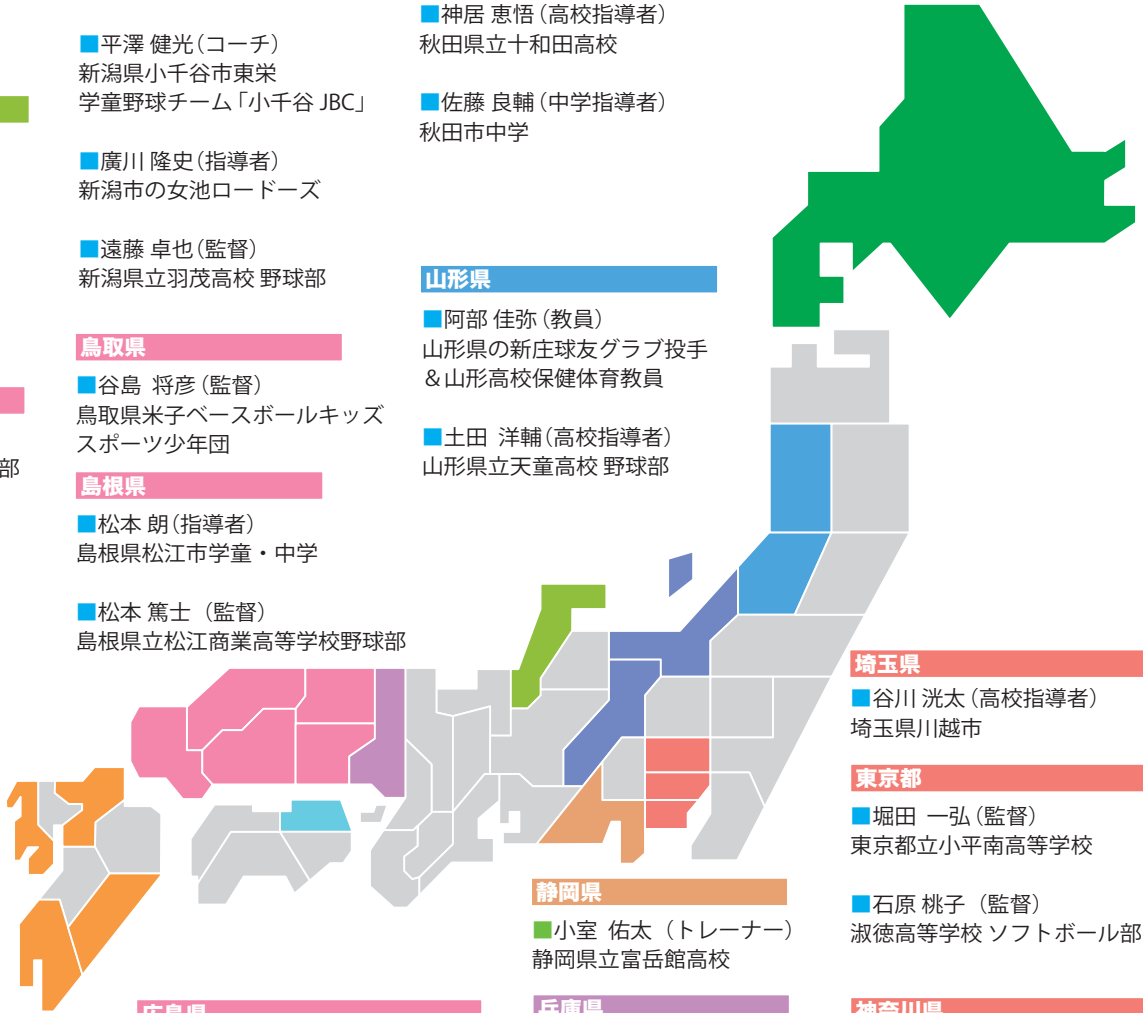 ■平澤 健光(コーチ)
新潟県小千谷市東栄
学童野球チーム「小千谷 JBC」
■廣川 隆史(指導者)
新潟市の女池ロードーズ
■遠藤 卓也(監督)
新潟県立羽茂高校 野球部
鳥取県
■谷島 将彦(監督)
鳥取県米子ベースボールキッズ
スポーツ少年団
部
島根県
■松本 朗(指導者)
島根県松江市学童・中学
■松本 篤士(監督)
島根県立松江商業高等学校野球部
■神居 恵悟(高校指導者)
秋田県立十和田高校
■佐藤 良輔(中学指導者)
秋田市中学
山形県
■阿部 佳弥(教員)
山形県の新庄球友グラブ投手
&山形高校保健体育教員
■土田 洋輔(高校指導者)
山形県立天童高校 野球部
埼玉県
■谷川 洸太(高校指導者)
埼玉県川越市
東京都
■堀田 一弘(監督)
東京都立小平南高等学校
■石原 桃子(監督)
淑徳高等学校 ソフトボール部
静岡県
■小室 佑太(トレーナー)
静岡県立富岳館高校
広島県
兵庫県
神奈川県